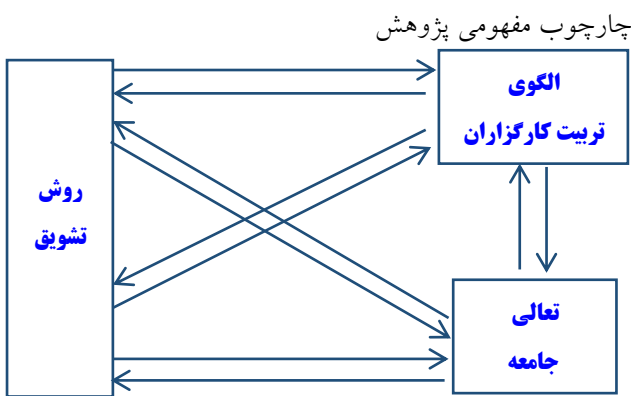 چارچوب مفهومی پژوهش
الگوی
تربیت کارگزاران
روش
تشویق
تعالی
جامعه